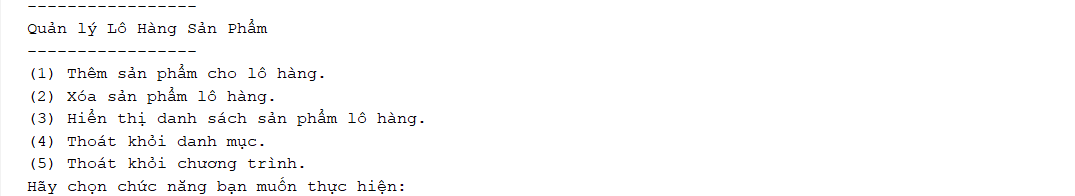 -----------------
Quản lý Lô Hàng Sản Phẩm
-----------------
(1) Thêm sản phẩm cho lô hàng.
(2) Xóa sản phẩm lô hàng.
(3) Hiển thị danh sách sản phẩm lô hàng.
(4) Thoát khỏi danh mục.
(5) Thoát khỏi chương trình.
Hãy chọn chức năng bạn muốn thực hiện: